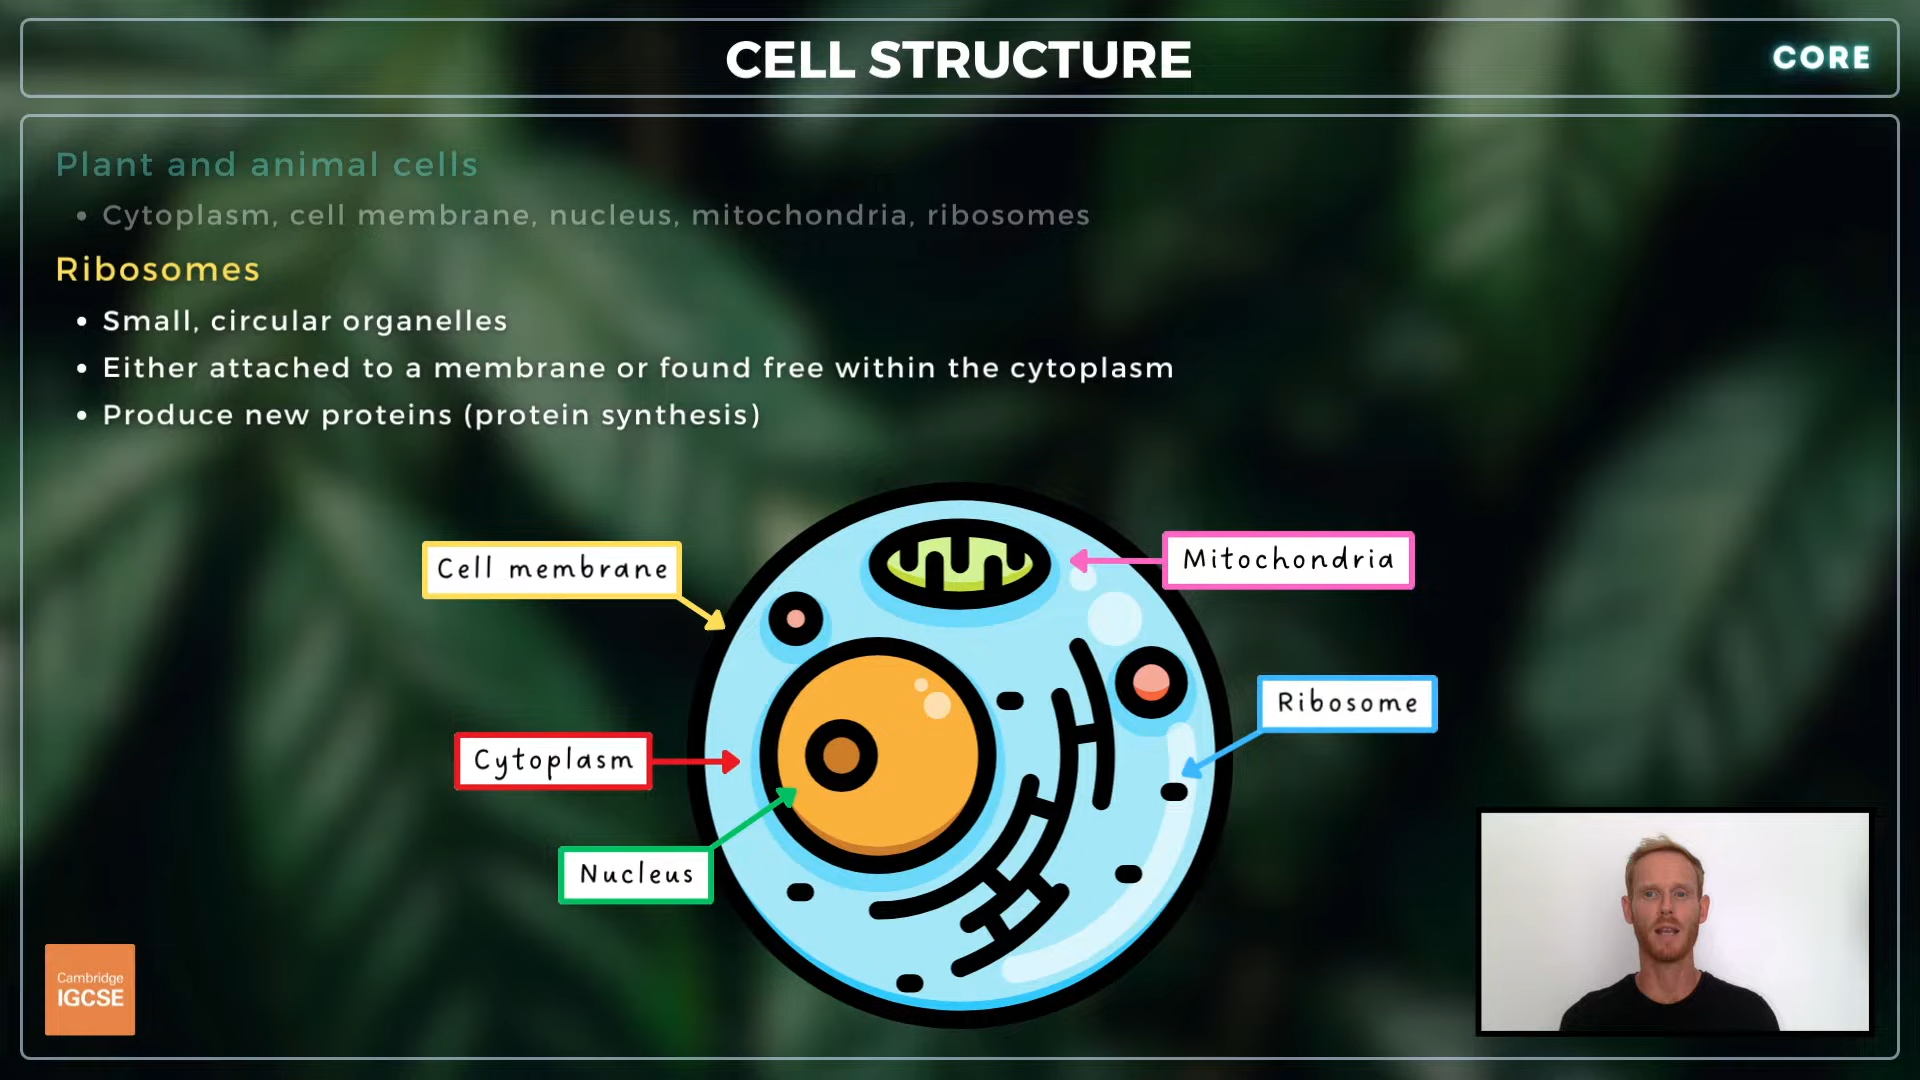 CELL STRUCTURE
CORE
Plant and animal cells
• Cytoplasm, cell membrane, nucleus, mitochondria, ribosomes
Ribosomes
• Small, circular organelles
• Either attached to a membrane or found free within the cytoplasm
• Produce new proteins (protein synthesis)
Cell membrane
Mitochondria
Ribosome
Cytoplasm
Nucleus
Cambridge
IGCSE